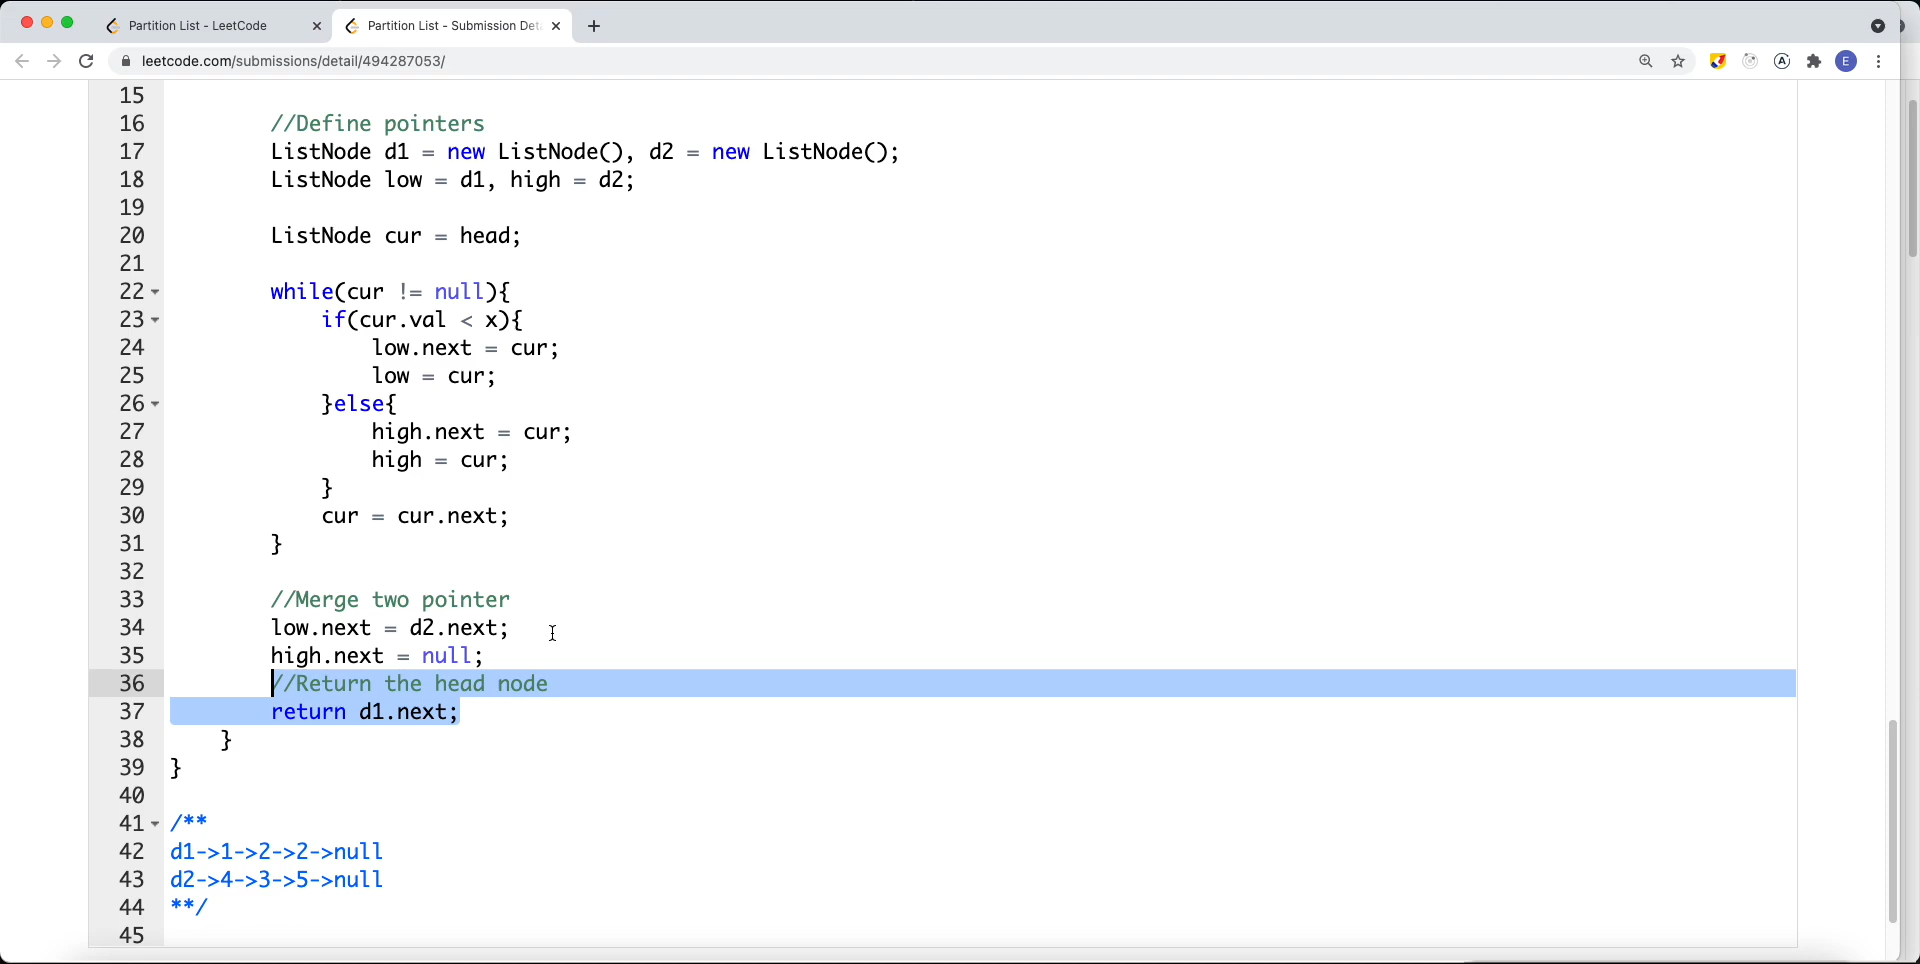 Partition List - LeetCode
Partition List - Submission Deta
leetcode.com/submissions/detail/494287053/
E
15
16 //Define pointers
17 ListNode d1 = new ListNode(), d2 = new ListNode();
18 ListNode low = d1, high = d2;
19
20 ListNode cur = head;
21
22 while(cur != null){
23 if(cur.val < x){
24 low.next = cur;
25 low = cur;
26 }else{
27 high.next = cur;
28 high = cur;
29 }
30 cur = cur.next;
31 }
32
33 //Merge two pointer
34 low.next = d2.next;
35 high.next = null;
36 //Return the head node
37 return d1.next;
38 }
39 }
40
41 /**
42 d1->1->2->2->null
43 d2->4->3->5->null
44 **/
45